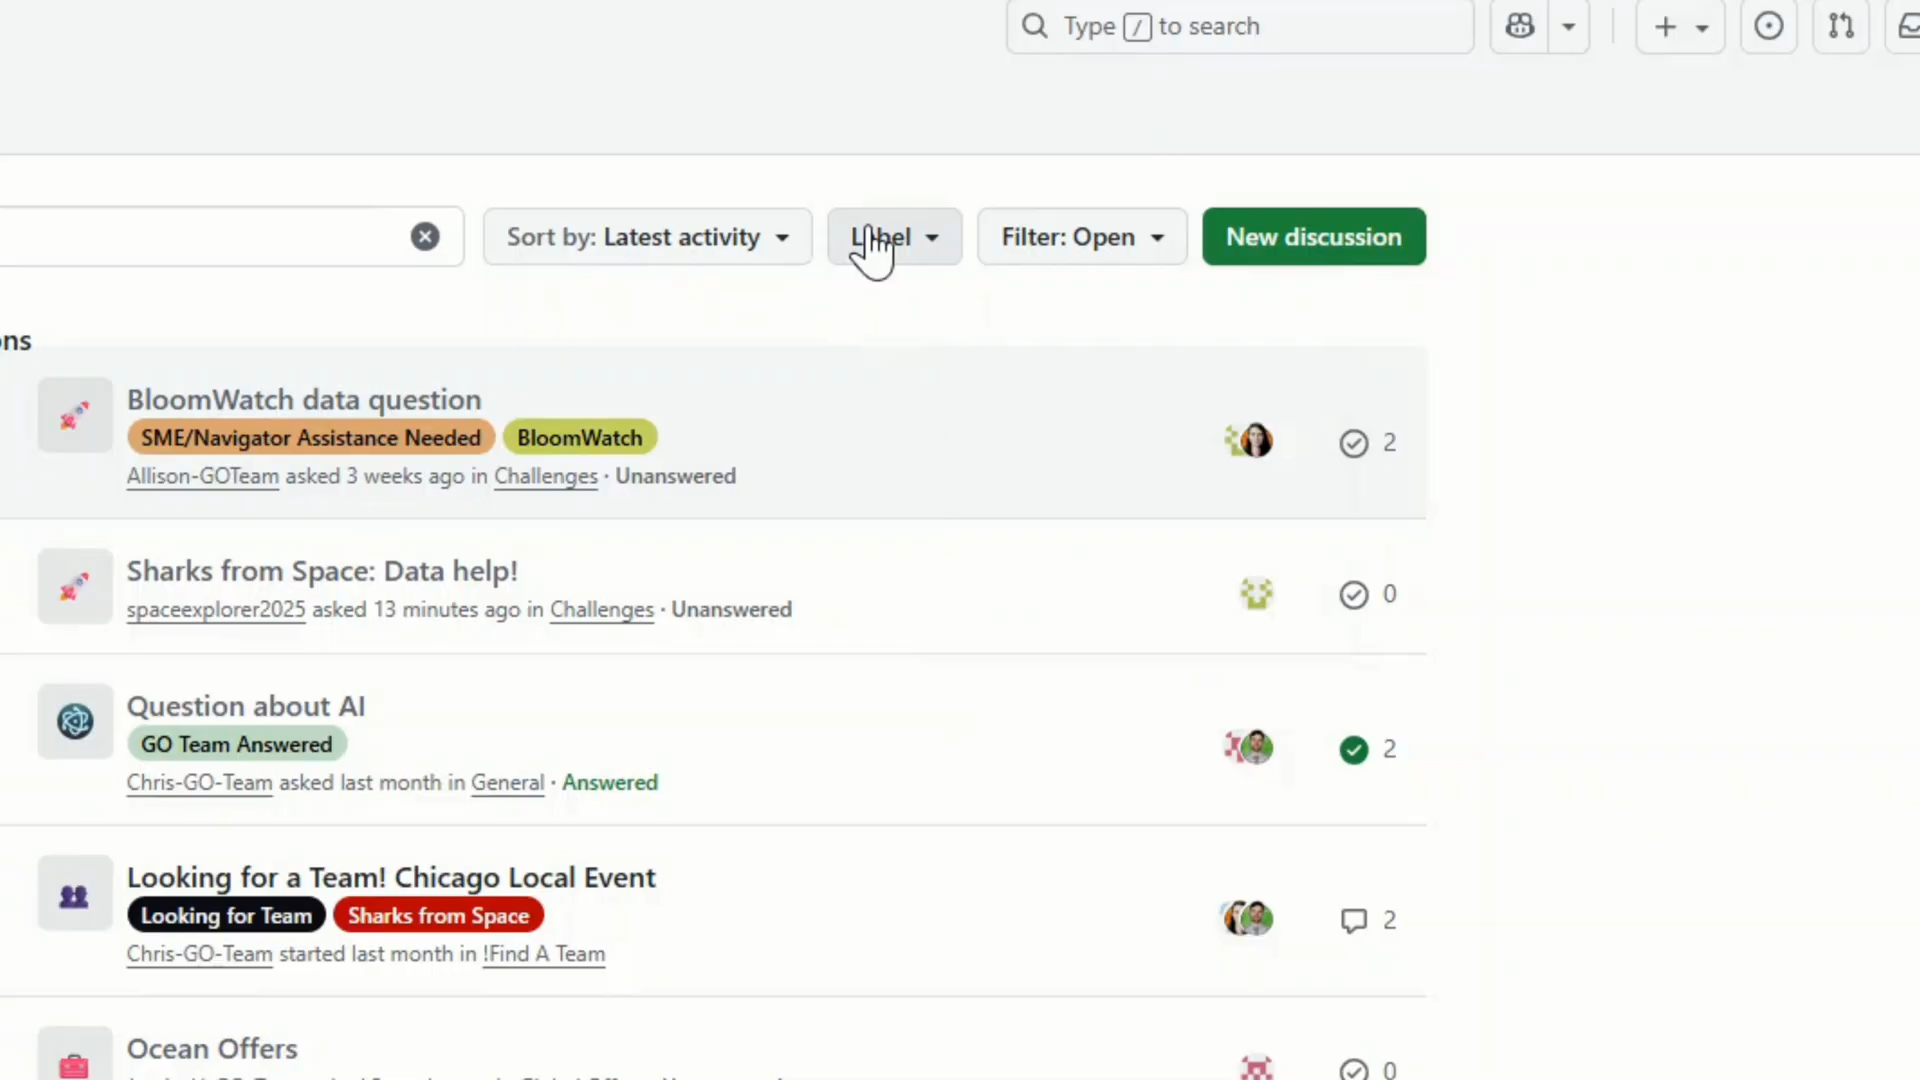 Type / to search
Sort by: Latest activity
Label
Filter: Open
New discussion
ons
BloomWatch data question
SME/Navigator Assistance Needed BloomWatch
2
Allison-GOTeam asked 3 weeks ago in Challenges · Unanswered
Sharks from Space: Data help!
0
spaceexplorer2025 asked 13 minutes ago in Challenges · Unanswered
Question about AI
GO Team Answered
2
Chris-GO-Team asked last month in General · Answered
Looking for a Team! Chicago Local Event
Looking for Team Sharks from Space
2
Chris-GO-Team started last month in !Find A Team
Ocean Offers
0